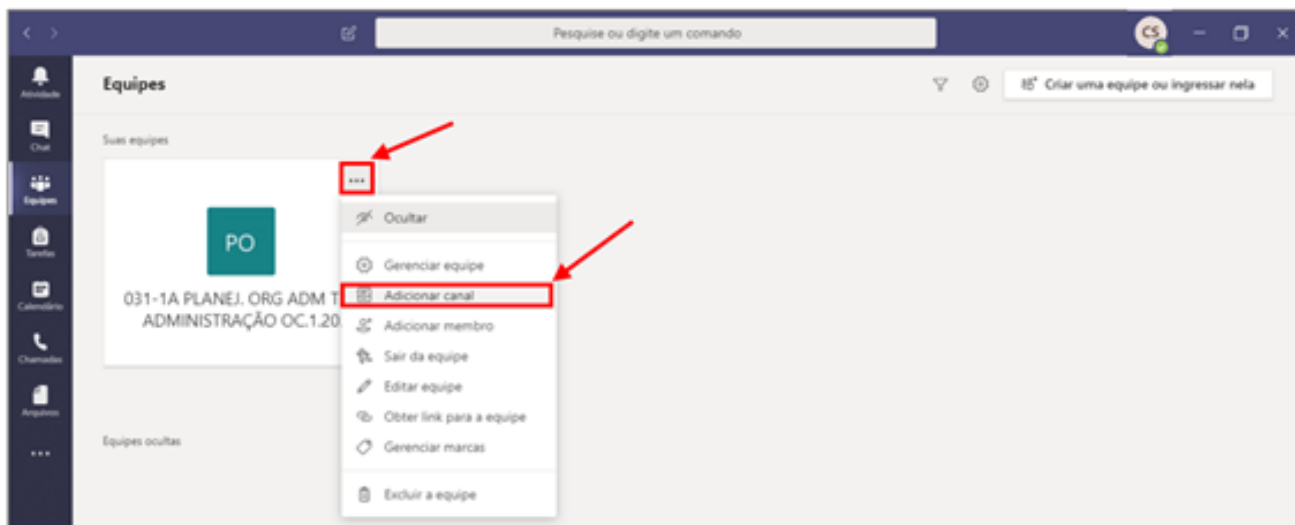 Pesquise ou digite um comando
CS
Atividade
Chat
Equipes
Tarefas
Calendário
Chamadas
Arquivos
Equipes
Criar uma equipe ou ingressar nela
Suas equipes
PO
031-1A PLANEJ. ORG ADM T
ADMINISTRAÇÃO OC.1.20
Equipes ocultas
Ocultar
Gerenciar equipe
Adicionar canal
Adicionar membro
Sair da equipe
Editar equipe
Obter link para a equipe
Gerenciar marcas
Excluir a equipe